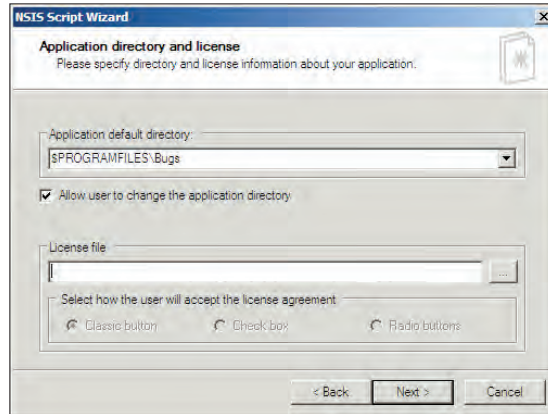 NSIS Script Wizard
Application directory and license
Please specify directory and license information about your application.
Application default directory
$PROGRAMFILES\Bugs
Allow user to change the application directory
License file
...
Select how the user will accept the license agreement
Classic button Check box Radio buttons
< Back Next > Cancel